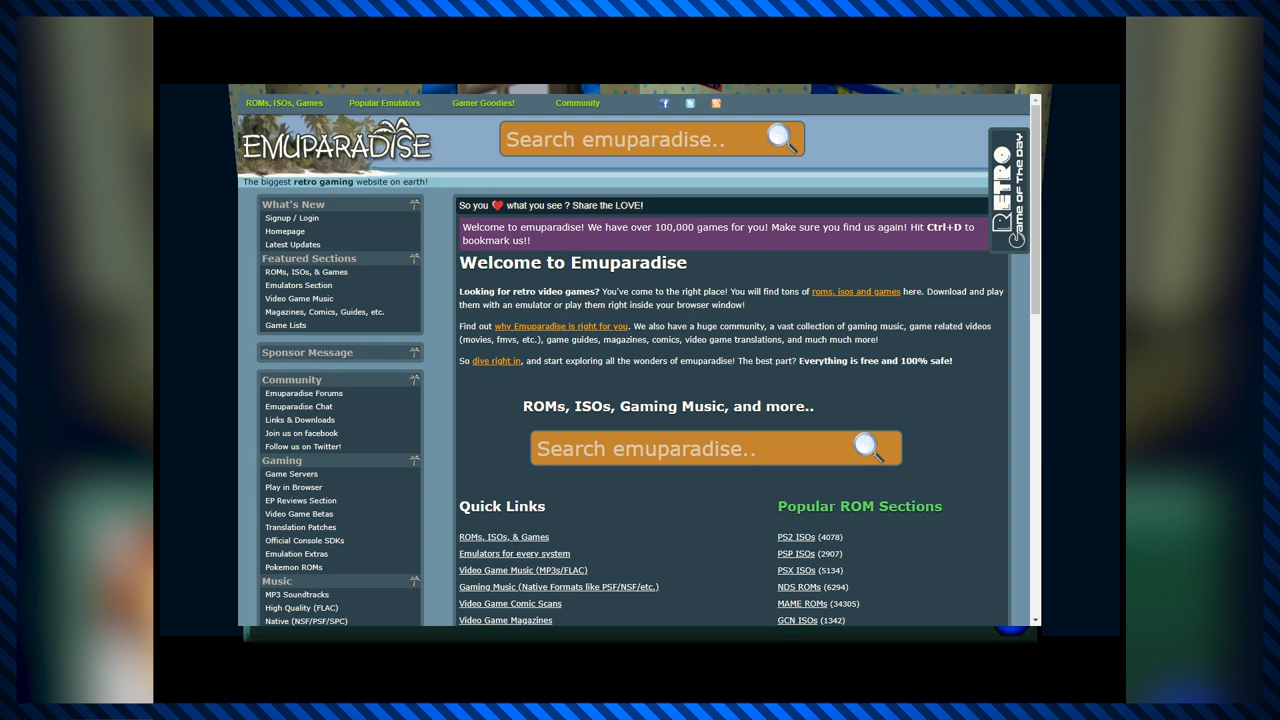 ROMs, ISOs, Games
Popular Emulators
Gamer Goodies!
Community
EMUPARADISE
Search emuparadise..
The biggest retro gaming website on earth!
RETRO
Game OF THE DAY
What's New
Signup / Login
Homepage
Latest Updates
Featured Sections
ROMs, ISOs, & Games
Emulators Section
Video Game Music
Magazines, Comics, Guides, etc.
Game Lists
Sponsor Message
Community
Emuparadise Forums
Emuparadise Chat
Links & Downloads
Join us on facebook
Follow us on Twitter!
Gaming
Game Servers
Play in Browser
EP Reviews Section
Video Game Betas
Translation Patches
Official Console SDKs
Emulation Extras
Pokemon ROMs
Music
MP3 Soundtracks
High Quality (FLAC)
Native (NSF/PSF/SPC)
So you ❤ what you see ? Share the LOVE!
Welcome to emuparadise! We have over 100,000 games for you! Make sure you find us again! Hit Ctrl+D to
bookmark us!!
Welcome to Emuparadise
Looking for retro video games? You've come to the right place! You will find tons of roms, isos and games here. Download and play
them with an emulator or play them right inside your browser window!
Find out why Emuparadise is right for you. We also have a huge community, a vast collection of gaming music, game related videos
(movies, fmvs, etc.), game guides, magazines, comics, video game translations, and much much more!
So dive right in, and start exploring all the wonders of emuparadise! The best part? Everything is free and 100% safe!
ROMs, ISOs, Gaming Music, and more..
Search emuparadise..
Quick Links
ROMs, ISOs, & Games
Emulators for every system
Video Game Music (MP3s/FLAC)
Gaming Music (Native Formats like PSF/NSF/etc.)
Video Game Comic Scans
Video Game Magazines
Popular ROM Sections
PS2 ISOs (4078)
PSP ISOs (2907)
PSX ISOs (5134)
NDS ROMs (6294)
MAME ROMs (34305)
GCN ISOs (1342)